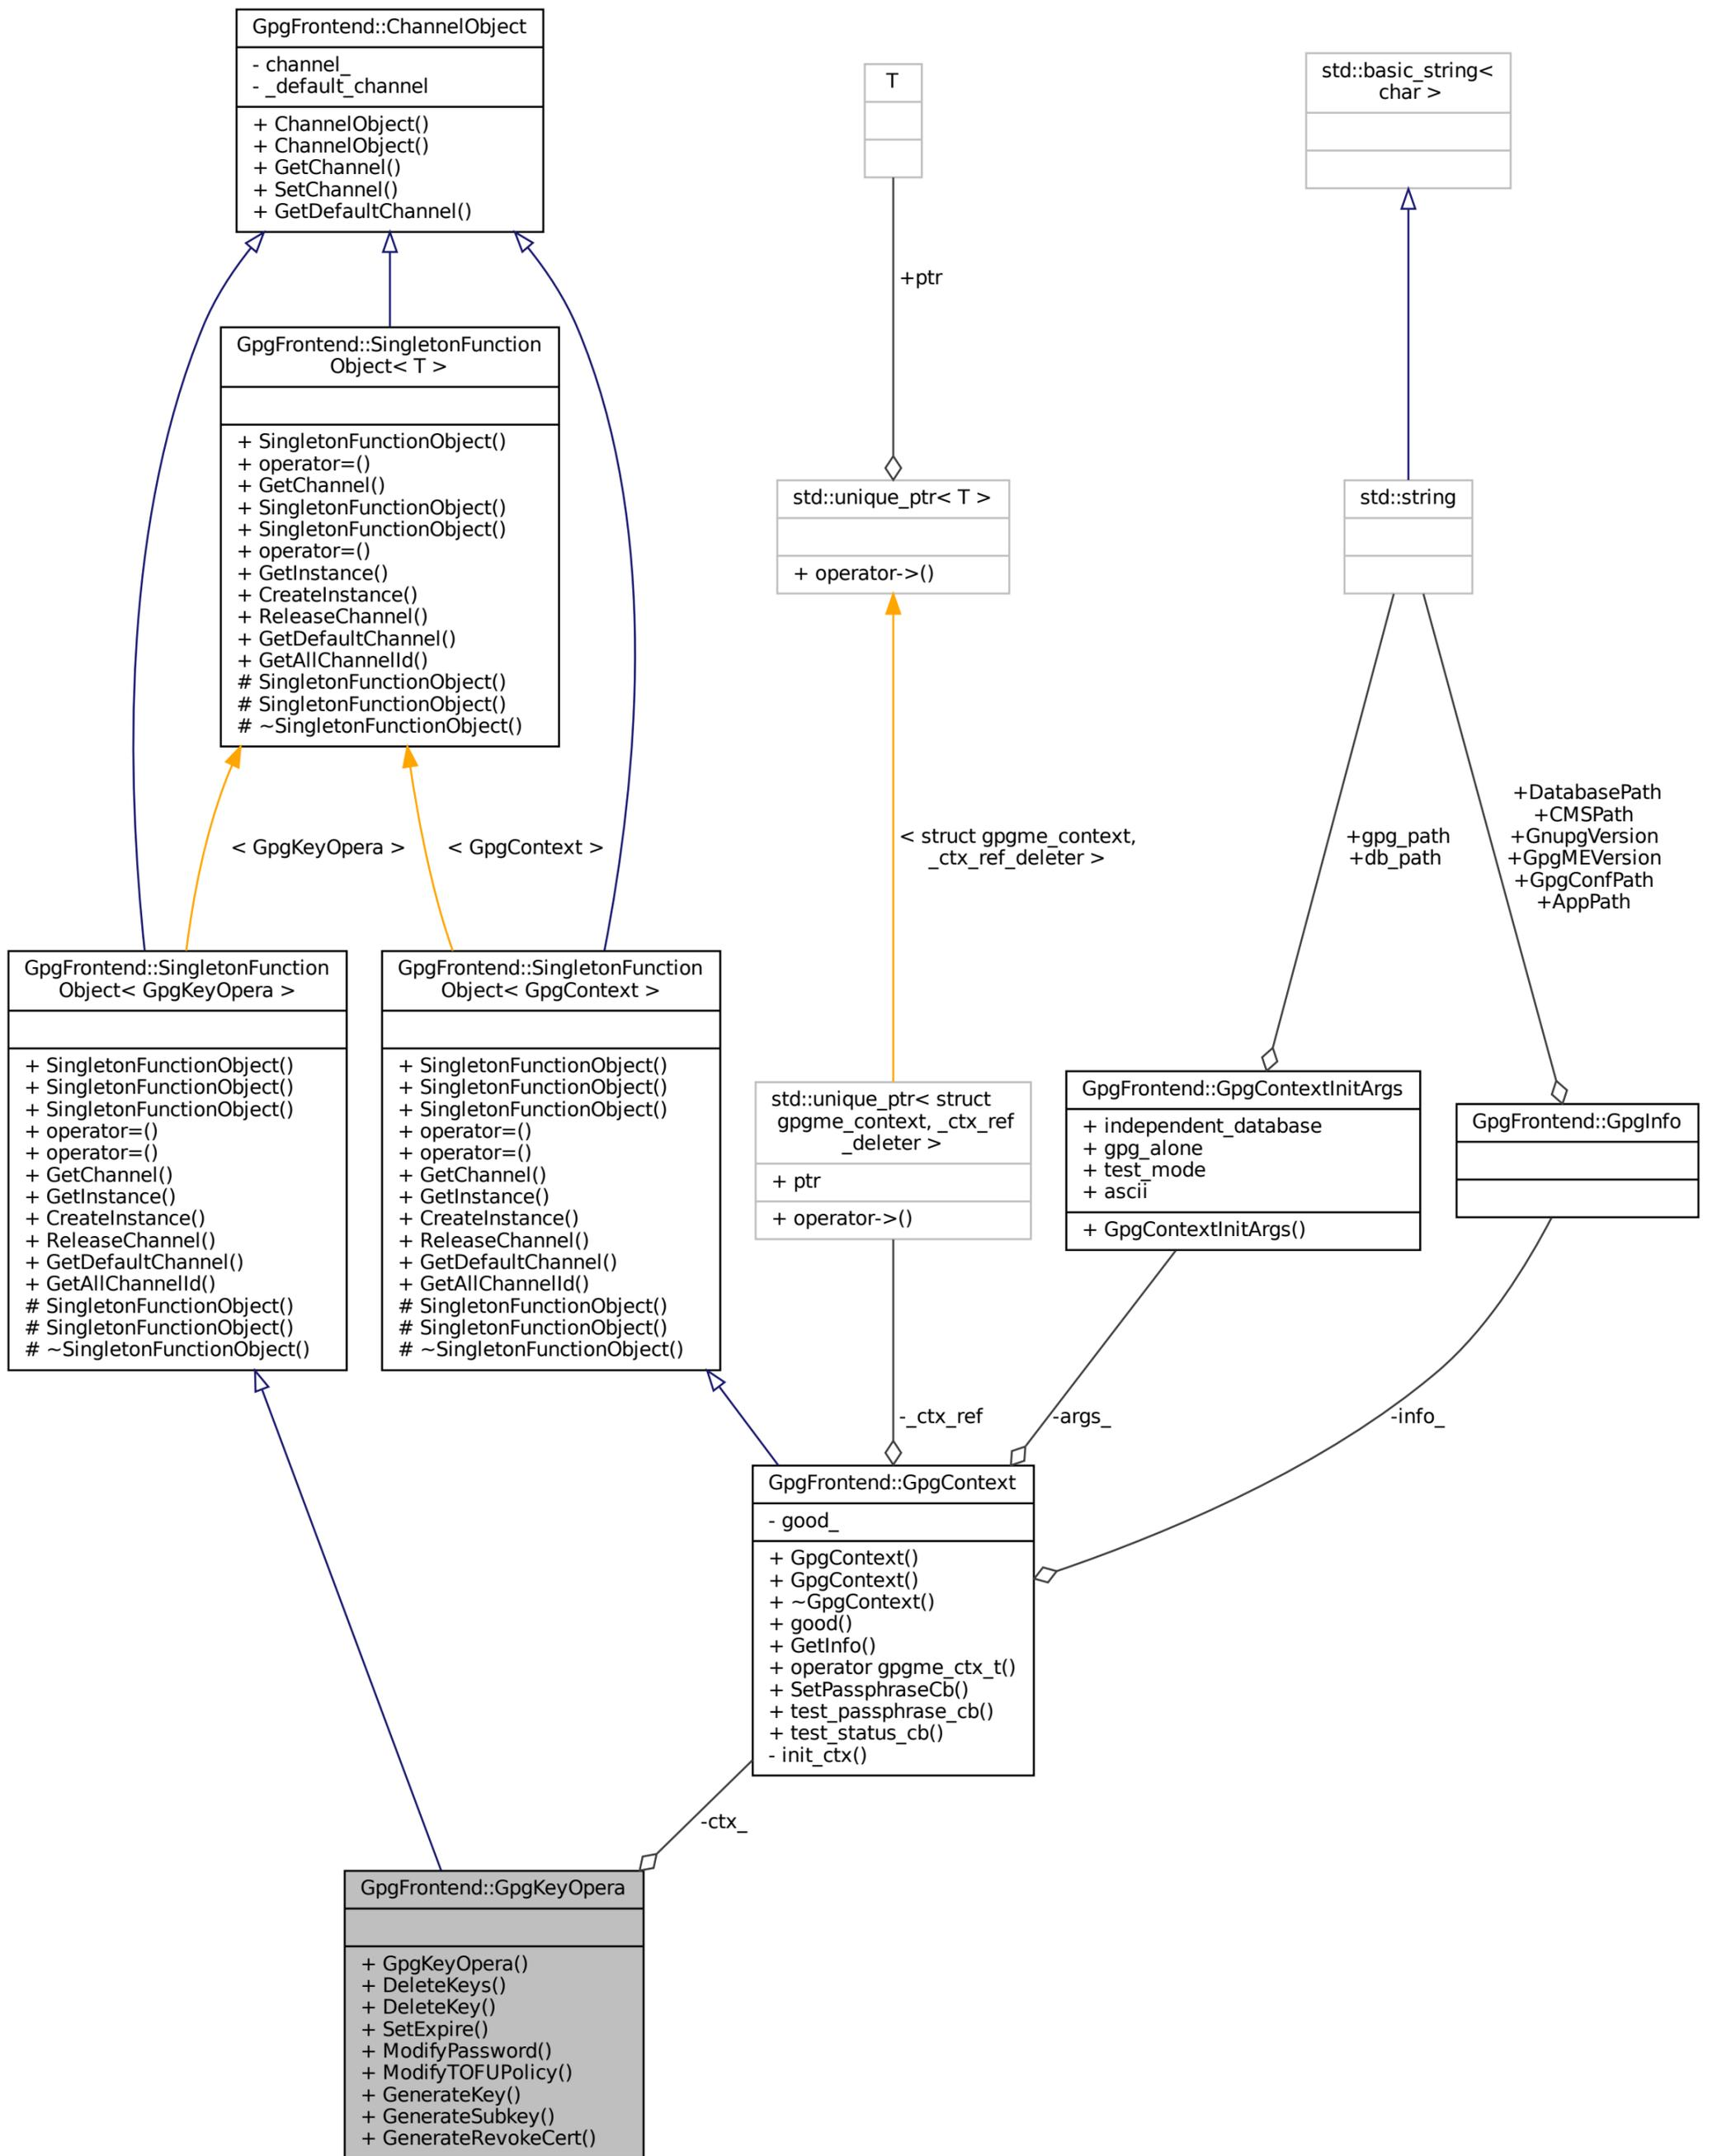 GpgFrontend::ChannelObject
- channel_
- _default_channel
+ ChannelObject()
+ ChannelObject()
+ GetChannel()
+ SetChannel()
+ GetDefaultChannel()
T
std::basic_string<
char >
+ptr
GpgFrontend::SingletonFunction
Object< T >
+ SingletonFunctionObject()
+ operator=()
+ GetChannel()
+ SingletonFunctionObject()
+ SingletonFunctionObject()
+ operator=()
+ GetInstance()
+ CreateInstance()
+ ReleaseChannel()
+ GetDefaultChannel()
+ GetAllChannelId()
# SingletonFunctionObject()
# SingletonFunctionObject()
# ~SingletonFunctionObject()
std::unique_ptr< T >
+ operator->()
std::string
< GpgKeyOpera >
< GpgContext >
< struct gpgme_context,
_ctx_ref_deleter >
+gpg_path
+db_path
+DatabasePath
+CMSPath
+GnupgVersion
+GpgMEVersion
+GpgConfPath
+AppPath
GpgFrontend::SingletonFunction
Object< GpgKeyOpera >
+ SingletonFunctionObject()
+ SingletonFunctionObject()
+ SingletonFunctionObject()
+ operator=()
+ operator=()
+ GetChannel()
+ GetInstance()
+ CreateInstance()
+ ReleaseChannel()
+ GetDefaultChannel()
+ GetAllChannelId()
# SingletonFunctionObject()
# SingletonFunctionObject()
# ~SingletonFunctionObject()
GpgFrontend::SingletonFunction
Object< GpgContext >
+ SingletonFunctionObject()
+ SingletonFunctionObject()
+ SingletonFunctionObject()
+ operator=()
+ operator=()
+ GetChannel()
+ GetInstance()
+ CreateInstance()
+ ReleaseChannel()
+ GetDefaultChannel()
+ GetAllChannelId()
# SingletonFunctionObject()
# SingletonFunctionObject()
# ~SingletonFunctionObject()
std::unique_ptr< struct
gpgme_context, _ctx_ref
_deleter >
+ ptr
+ operator->()
GpgFrontend::GpgContextInitArgs
+ independent_database
+ gpg_alone
+ test_mode
+ ascii
+ GpgContextInitArgs()
GpgFrontend::GpgInfo
-_ctx_ref
-args_
-info_
GpgFrontend::GpgContext
- good_
+ GpgContext()
+ GpgContext()
+ ~GpgContext()
+ good()
+ GetInfo()
+ operator gpgme_ctx_t()
+ SetPassphraseCb()
+ test_passphrase_cb()
+ test_status_cb()
- init_ctx()
-ctx_
GpgFrontend::GpgKeyOpera
+ GpgKeyOpera()
+ DeleteKeys()
+ DeleteKey()
+ SetExpire()
+ ModifyPassword()
+ ModifyTOFUPolicy()
+ GenerateKey()
+ GenerateSubkey()
+ GenerateRevokeCert()